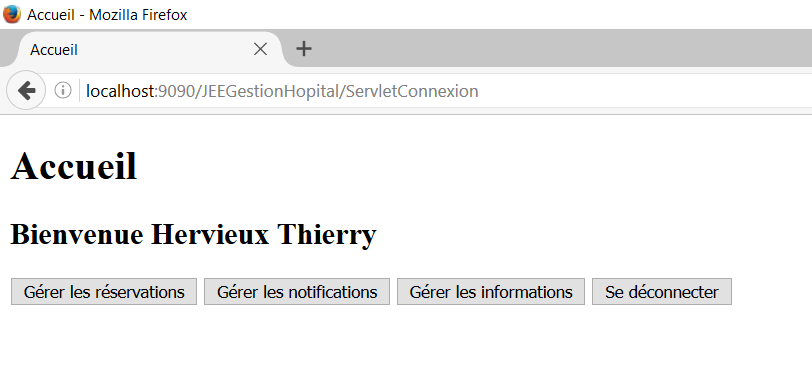 Accueil - Mozilla Firefox
Accueil
localhost:9090/JEEGestionHopital/ServletConnexion
Accueil
Bienvenue Hervieux Thierry
Gérer les réservations Gérer les notifications Gérer les informations Se déconnecter